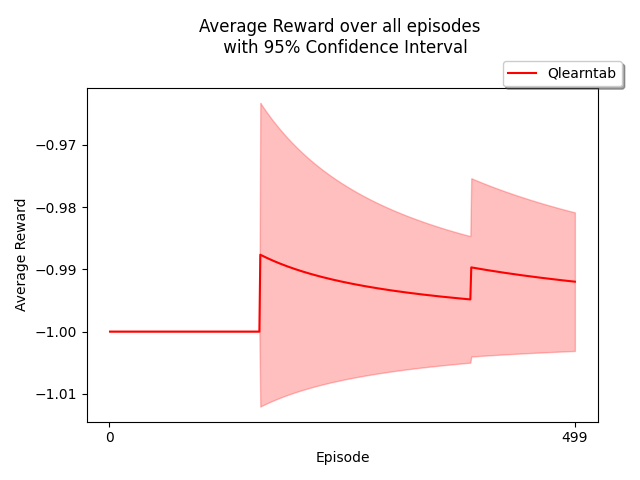 Average Reward over all episodes
with 95% Confidence Interval
Qlearntab
−0.97
−0.98
−0.99
−1.00
−1.01
Average Reward
0
499
Episode